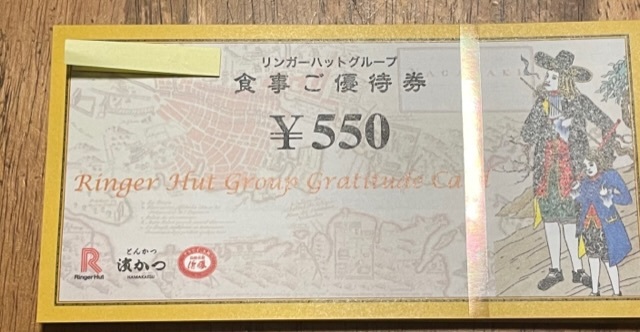 リンガーハットグループ
食事ご優待券
NAGASAKI
￥550
Ringer Hut Group Gratitude Card
R
Ringer Hut
とんかつ
濵かつ
HAMAKATSU